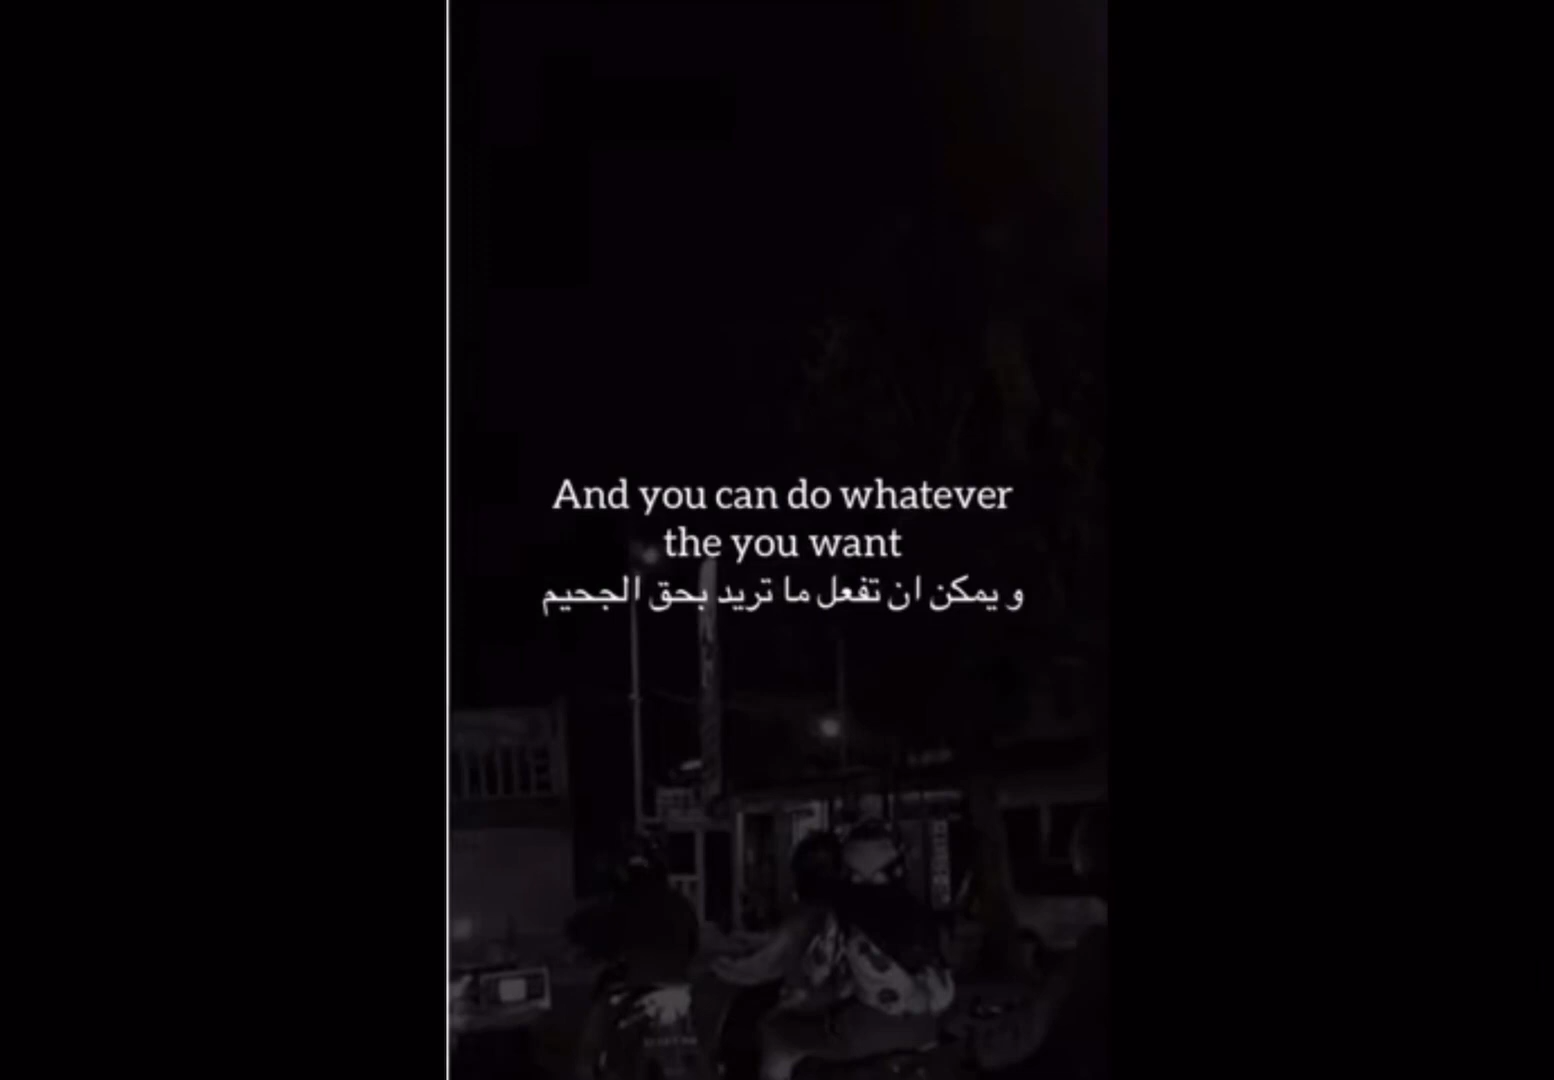 And you can do whatever
the you want
و يمكن ان تفعل ما تريد بحق الجحيم